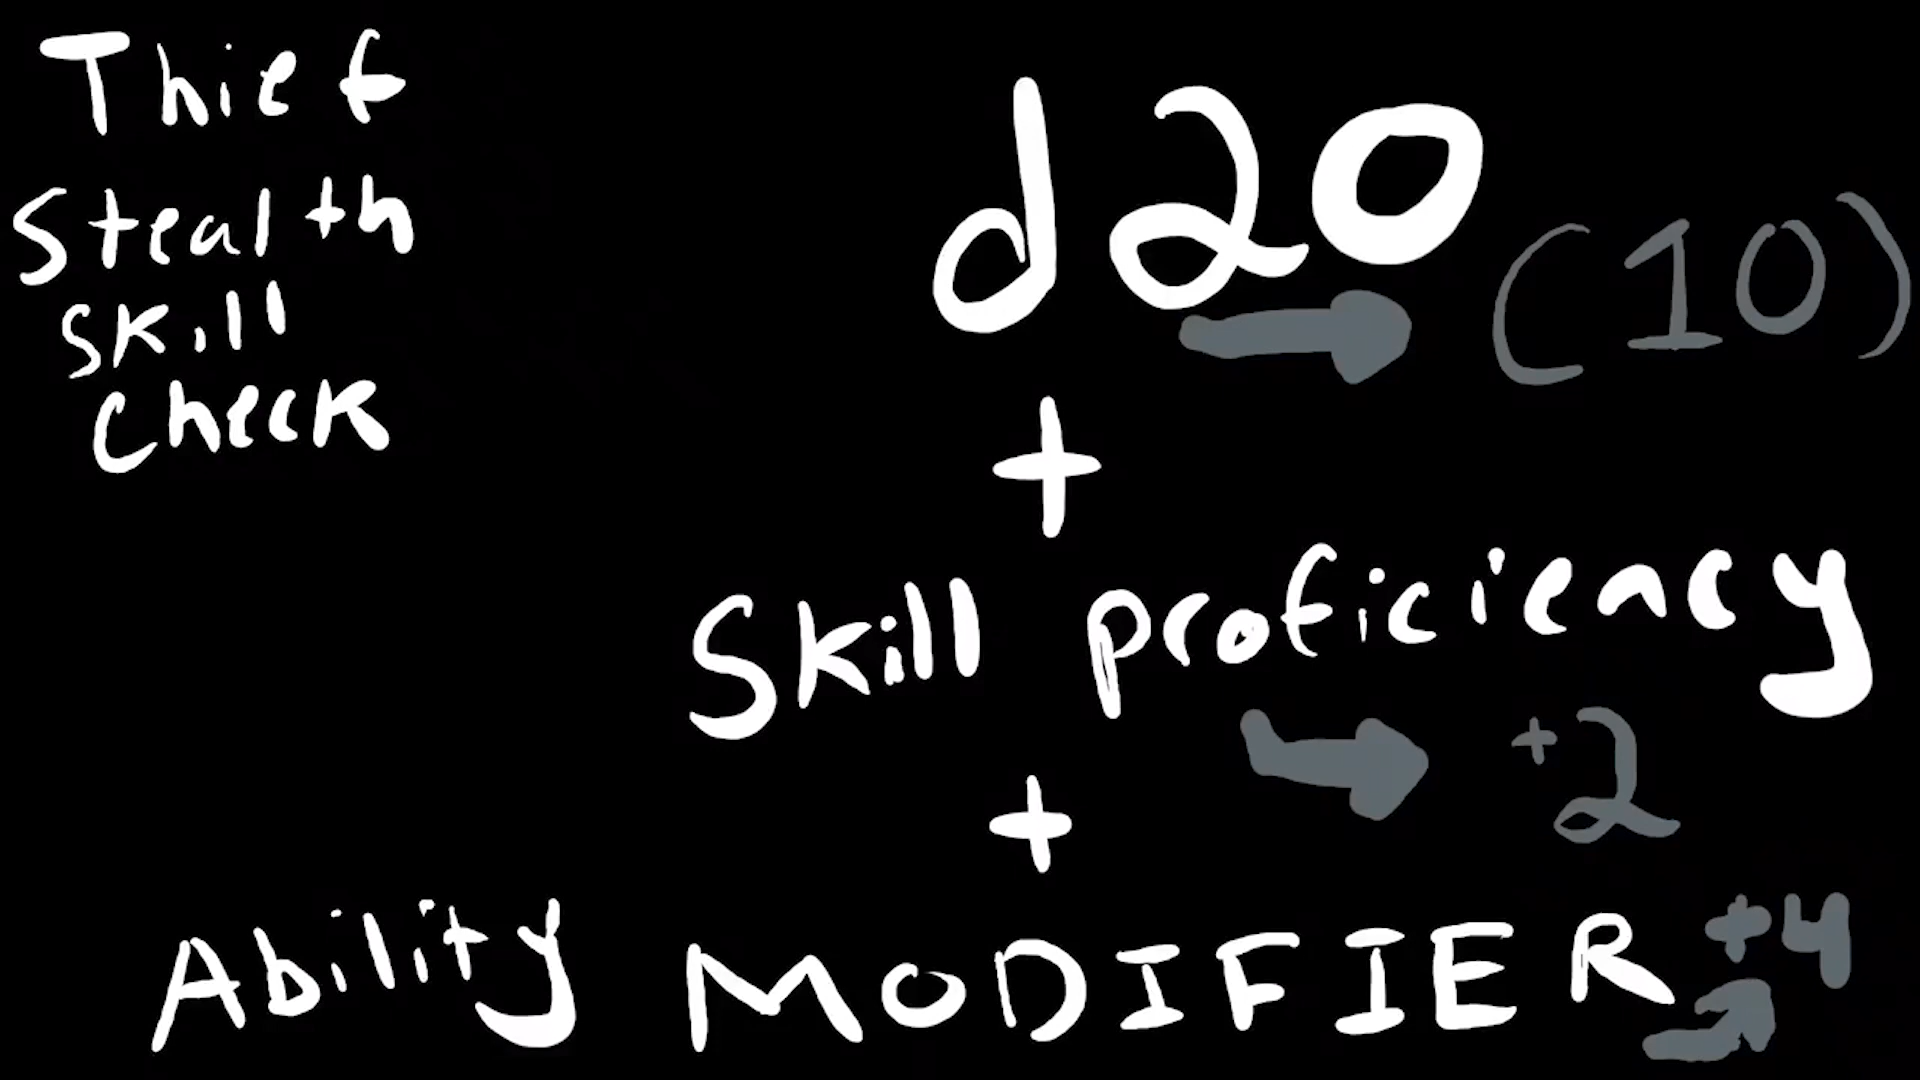 Thief
Stealth
Skill
Check
d20
(10)
+
Skill proficiency
+2
+
Ability MODIFIER +4